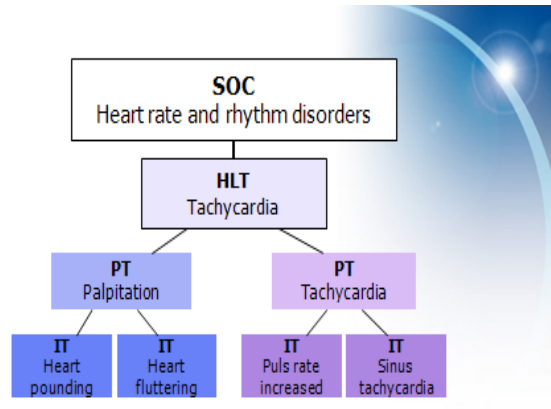 SOC
Heart rate and rhythm disorders
HLT
Tachycardia
PT
Palpitation
PT
Tachycardia
IT
Heart
pounding
IT
Heart
fluttering
IT
Puls rate
increased
IT
Sinus
tachycardia